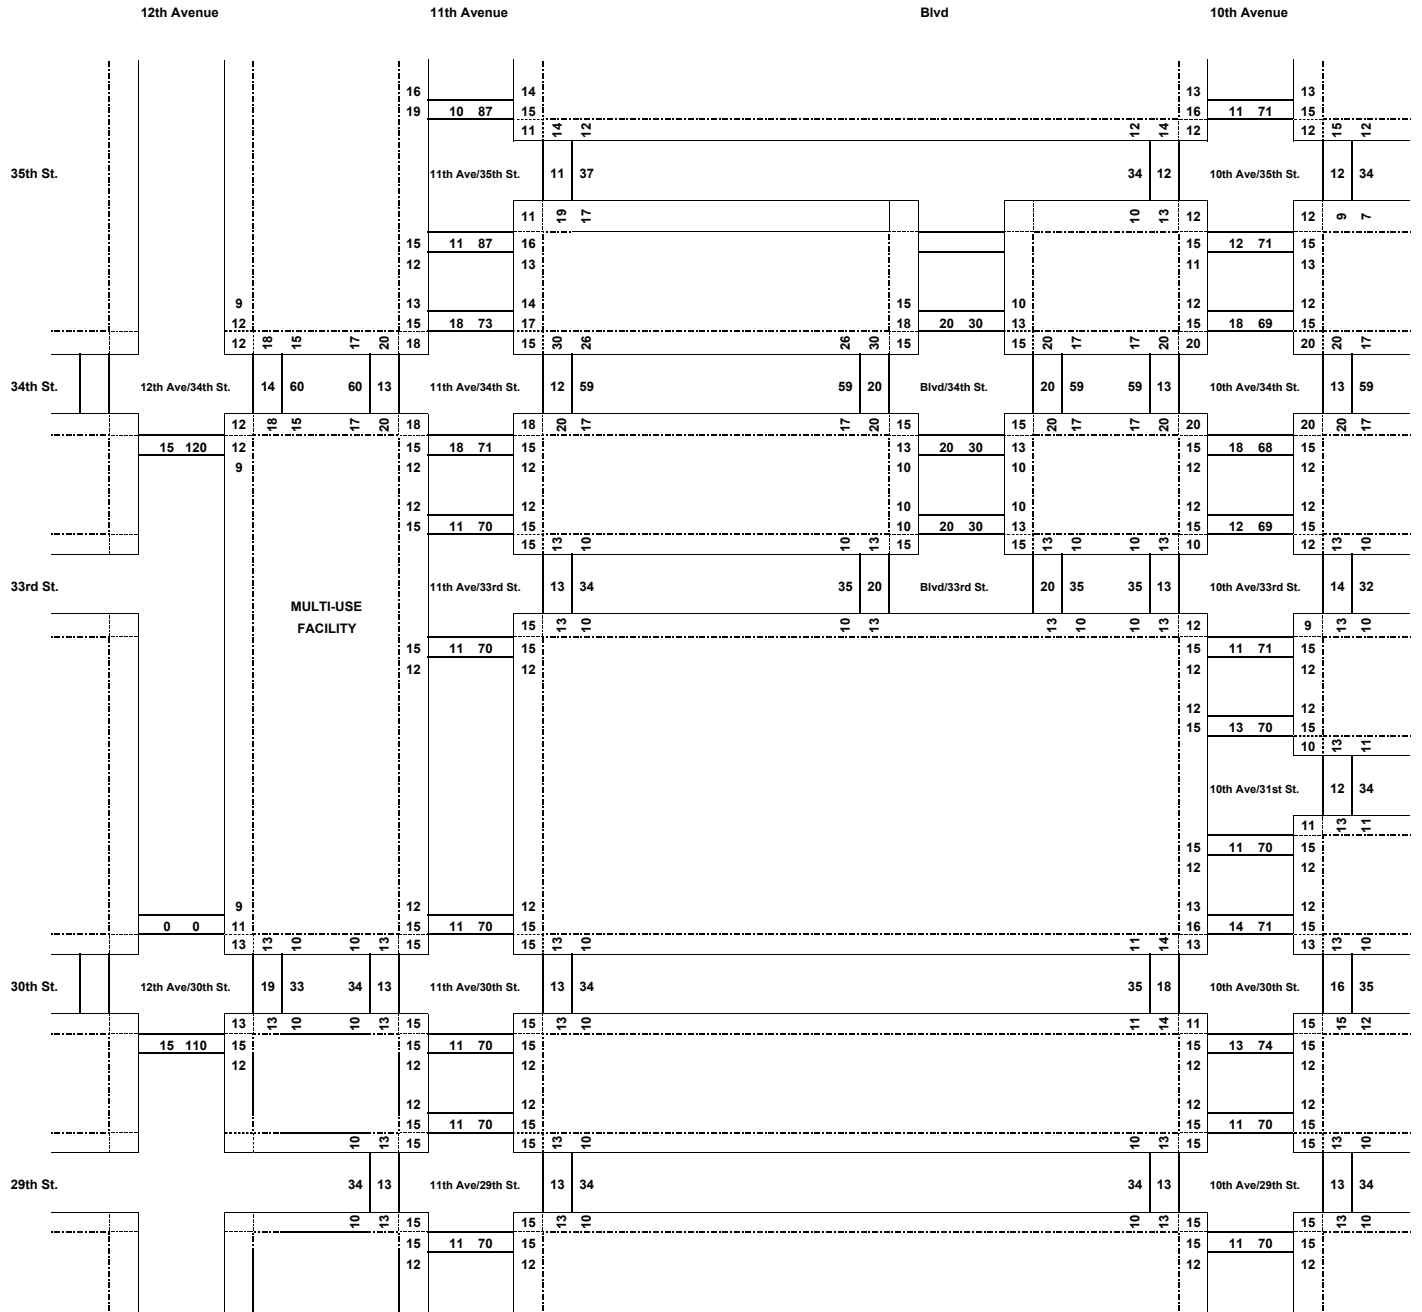 12th Avenue 11th Avenue Blvd 10th Avenue
16 14 13 13
19 10 87 15 16 11 71 15
11 14 12 12 14 12 12 15 12
35th St. 11th Ave/35th St. 11 37 34 12 10th Ave/35th St. 12 34
11 19 17 10 13 12 12 9 7
15 11 87 16 15 12 71 15
12 13 11 13
9 13 14 15 10 12 12
12 15 18 73 17 18 20 30 13 15 18 69 15
12 18 15 17 20 18 15 30 26 26 30 15 15 20 17 17 20 20 20 20 17
34th St. 12th Ave/34th St. 14 60 60 13 11th Ave/34th St. 12 59 59 20 Blvd/34th St. 20 59 59 13 10th Ave/34th St. 13 59
12 18 15 17 20 18 18 20 17 17 20 15 15 20 17 17 20 20 20 20 17
15 120 12 15 18 71 15 13 20 30 13 15 18 68 15
9 12 12 10 10 12 12
12 12 10 10 12 12
15 11 70 15 10 20 30 13 15 12 69 15
15 13 10 10 13 15 15 13 10 10 13 10 12 13 10
33rd St. 11th Ave/33rd St. 13 34 35 20 Blvd/33rd St. 20 35 35 13 10th Ave/33rd St. 14 32
MULTI-USE
FACILITY
15 13 10 10 13 13 10 10 13 12 9 13 10
15 11 70 15 15 11 71 15
12 12 12 12
12 12
15 13 70 15
10 13 11
10th Ave/31st St. 12 34
11 13 11
15 11 70 15
12 12
9 12 12 13 12
0 0 11 15 11 70 15 16 14 71 15
13 13 10 10 13 15 15 13 10 11 14 13 13 13 10
30th St. 12th Ave/30th St. 19 33 34 13 11th Ave/30th St. 13 34 35 18 10th Ave/30th St. 16 35
13 13 10 10 13 15 15 13 10 11 14 11 15 15 12
15 110 15 15 11 70 15 15 13 74 15
12 12 12 12 12
12 12 12 12
15 11 70 15 15 11 70 15
10 13 15 15 13 10 10 13 15 15 13 10
29th St. 34 13 11th Ave/29th St. 13 34 34 13 10th Ave/29th St. 13 34
10 13 15 15 13 10 10 13 15 15 13 10
15 11 70 15 15 11 70 15
12 12 12 12